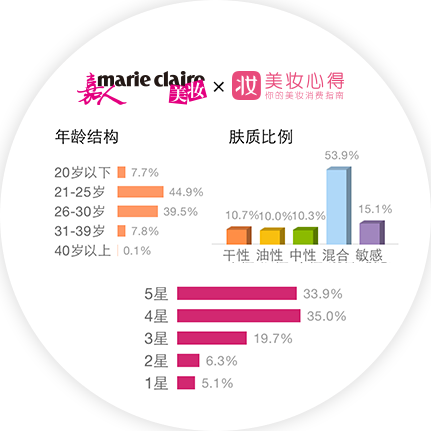 嘉人 marie claire 美妆 × 妆 美妆心得
你的美妆消费指南
年龄结构
20岁以下 7.7%
21-25岁 44.9%
26-30岁 39.5%
31-39岁 7.8%
40岁以上 0.1%
肤质比例
53.9%
10.7% 10.0% 10.3% 15.1%
干性 油性 中性 混合 敏感
5星 33.9%
4星 35.0%
3星 19.7%
2星 6.3%
1星 5.1%